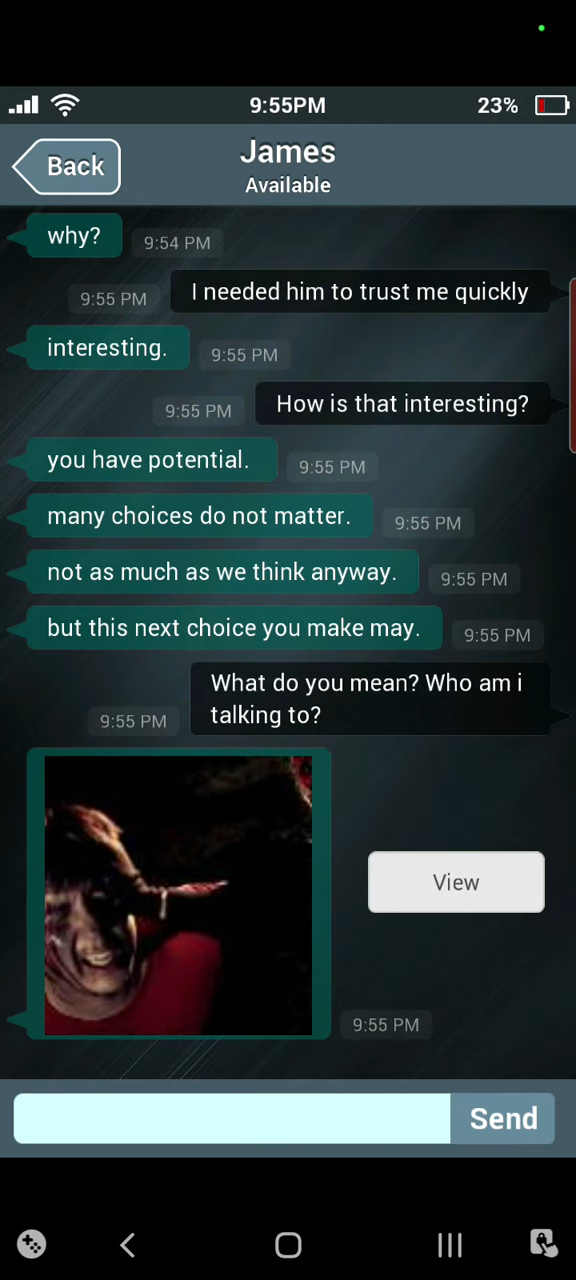 9:55PM
23%
Back
James
Available
why?
9:54 PM
9:55 PM
I needed him to trust me quickly
interesting.
9:55 PM
9:55 PM
How is that interesting?
you have potential.
9:55 PM
many choices do not matter.
9:55 PM
not as much as we think anyway.
9:55 PM
but this next choice you make may.
9:55 PM
What do you mean? Who am i
talking to?
9:55 PM
View
9:55 PM
Send